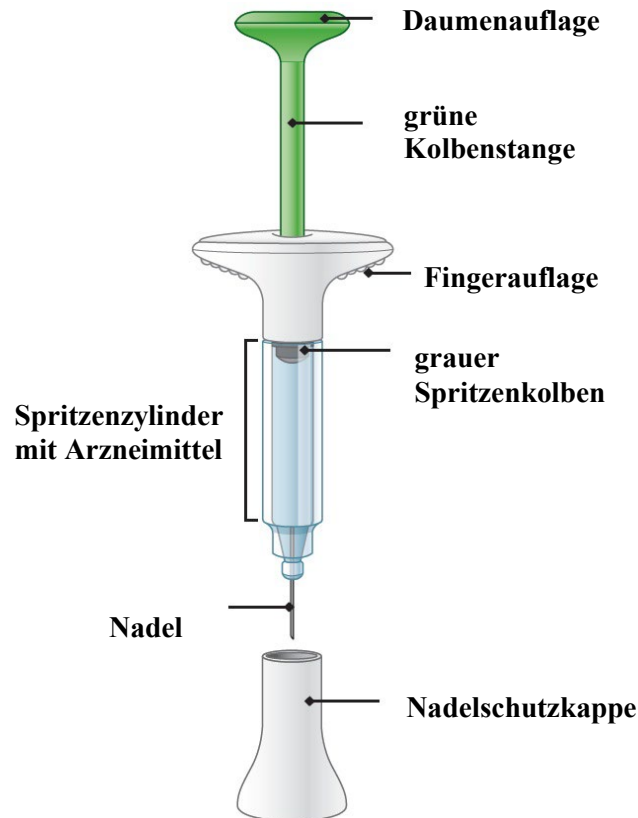 Daumenauflage
grüne
Kolbenstange
Fingerauflage
grauer
Spritzenkolben
Spritzenzylinder
mit Arzneimittel
Nadel
Nadelschutzkappe